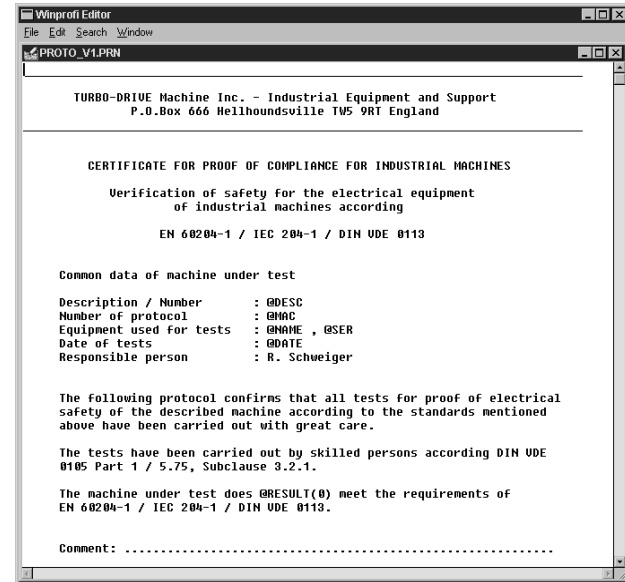 Winprofi Editor
File Edit Search Window
PROTO_V1.PRN
TURBO-DRIVE Machine Inc. - Industrial Equipment and Support
P.O.Box 666 Hellhoundsville TW5 9RT England
CERTIFICATE FOR PROOF OF COMPLIANCE FOR INDUSTRIAL MACHINES
Verification of safety for the electrical equipment
of industrial machines according
EN 60204-1 / IEC 204-1 / DIN VDE 0113
Common data of machine under test
Description / Number : @DESC
Number of protocol : @MAC
Equipment used for tests : @NAME , @SER
Date of tests : @DATE
Responsible person : R. Schweiger
The following protocol confirms that all tests for proof of electrical
safety of the described machine according to the standards mentioned
above have been carried out with great care.
The tests have been carried out by skilled persons according DIN VDE
0105 Part 1 / 5.75, Subclause 3.2.1.
The machine under test does @RESULT(0) meet the requirements of
EN 60204-1 / IEC 204-1 / DIN VDE 0113.
Comment: ............................................................